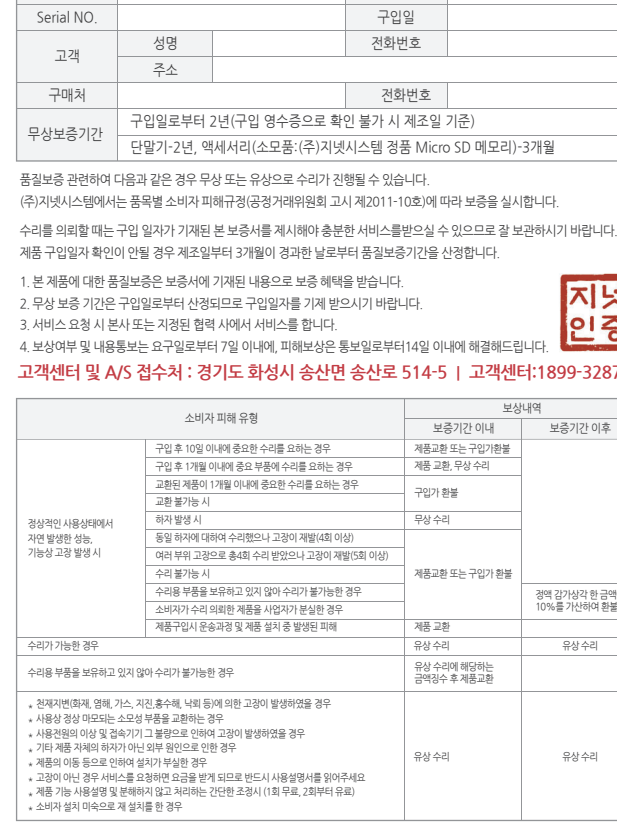 Serial NO.
구입일
고객
성명
전화번호
주소
구매처
전화번호
무상보증기간
구입일로부터 2년(구입 영수증으로 확인 불가 시 제조일 기준)
단말기-2년, 액세서리(소모품:(주)지넷시스템 정품 Micro SD 메모리)-3개월
품질보증 관련하여 다음과 같은 경우 무상 또는 유상으로 수리가 진행될 수 있습니다.
(주)지넷시스템에서는 품목별 소비자 피해규정(공정거래위원회 고시 제2011-10호)에 따라 보증을 실시합니다.
수리를 의뢰할 때는 구입 일자가 기재된 본 보증서를 제시해야 충분한 서비스를받으실 수 있으므로 잘 보관하시기 바랍니다.
제품 구입일자 확인이 안될 경우 제조일부터 3개월이 경과한 날로부터 품질보증기간을 산정합니다.
1. 본 제품에 대한 품질보증은 보증서에 기재된 내용으로 보증 혜택을 받습니다.
2. 무상 보증 기간은 구입일로부터 산정되므로 구입일자를 기제 받으시기 바랍니다.
3. 서비스 요청 시 본사 또는 지정된 협력 사에서 서비스를 합니다.
4. 보상여부 및 내용통보는 요구일로부터 7일 이내에, 피해보상은 통보일로부터14일 이내에 해결해드립니다.
지넷
인증
고객센터 및 A/S 접수처 : 경기도 화성시 송산면 송산로 514-5 | 고객센터:1899-3287
소비자 피해 유형
보상내역
보증기간 이내
보증기간 이후
정상적인 사용상태에서
자연 발생한 성능,
기능상 고장 발생 시
구입 후 10일 이내에 중요한 수리를 요하는 경우
제품교환 또는 구입가환불
구입 후 1개월 이내에 중요 부품에 수리를 요하는 경우
제품 교환, 무상 수리
교환된 제품이 1개월 이내에 중요한 수리를 요하는 경우
구입가 환불
교환 불가능 시
하자 발생 시
무상 수리
동일 하자에 대하여 수리했으나 고장이 재발(4회 이상)
여러 부위 고장으로 총4회 수리 받았으나 고장이 재발(5회 이상)
수리 불가능 시
제품교환 또는 구입가 환불
수리용 부품을 보유하고 있지 않아 수리가 불가능한 경우
정액 감가상각 한 금액
10%를 가산하여 환불
소비자가 수리 의뢰한 제품을 사업자가 분실한 경우
제품구입시 운송과정 및 제품 설치 중 발생된 피해
제품 교환
수리가 가능한 경우
유상 수리
유상 수리
수리용 부품을 보유하고 있지 않아 수리가 불가능한 경우
유상 수리에 해당하는
금액징수 후 제품교환
* 천재지변(화재, 염해, 가스, 지진,홍수해, 낙뢰 등)에 의한 고장이 발생하였을 경우
* 사용상 정상 마모되는 소모성 부품을 교환하는 경우
* 사용전원의 이상 및 접속기기 그 불량으로 인하여 고장이 발생하였을 경우
* 기타 제품 자체의 하자가 아닌 외부 원인으로 인한 경우
* 제품의 이동 등으로 인하여 설치가 부실한 경우
* 고장이 아닌 경우 서비스를 요청하면 요금을 받게 되므로 반드시 사용설명서를 읽어주세요
* 제품 기능 사용설명 및 분해하지 않고 처리하는 간단한 조정시 (1회 무료, 2회부터 유료)
* 소비자 설치 미숙으로 재 설치를 한 경우
유상 수리
유상 수리